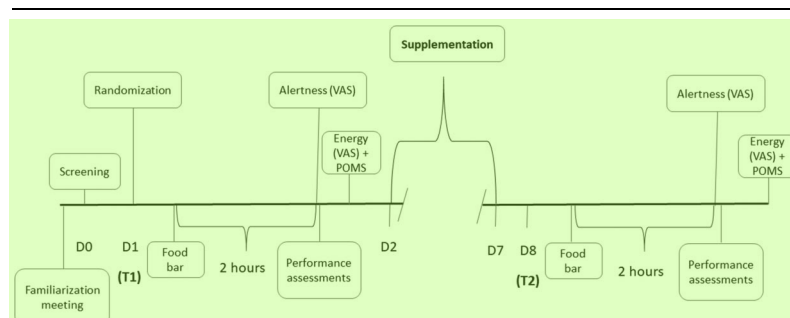 Supplementation
Randomization
Alertness (VAS)
Alertness (VAS)
Energy
(VAS) +
POMS
Energy
(VAS) +
POMS
Screening
D0
D1
(T1)
Food
bar
2 hours
Performance
assessments
D2
D7
D8
(T2)
Food
bar
2 hours
Performance
assessments
Familiarization
meeting